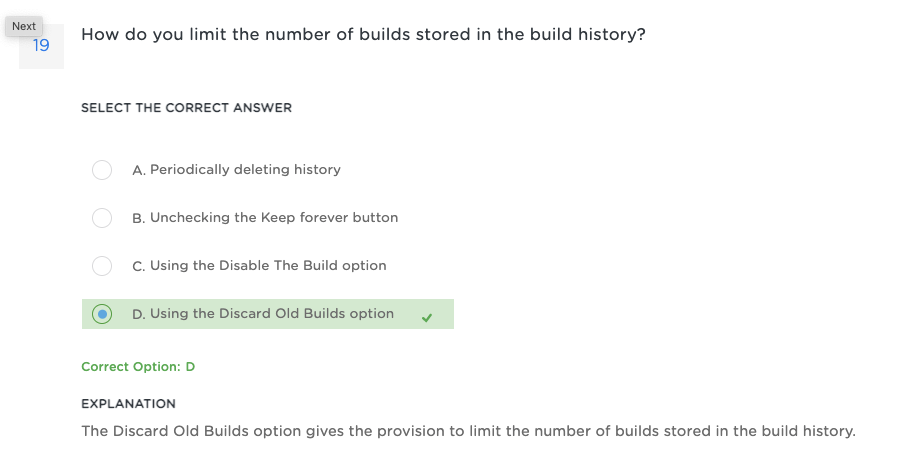 Next
19
How do you limit the number of builds stored in the build history?
SELECT THE CORRECT ANSWER
A. Periodically deleting history
B. Unchecking the Keep forever button
C. Using the Disable The Build option
D. Using the Discard Old Builds option
Correct Option: D
EXPLANATION
The Discard Old Builds option gives the provision to limit the number of builds stored in the build history.